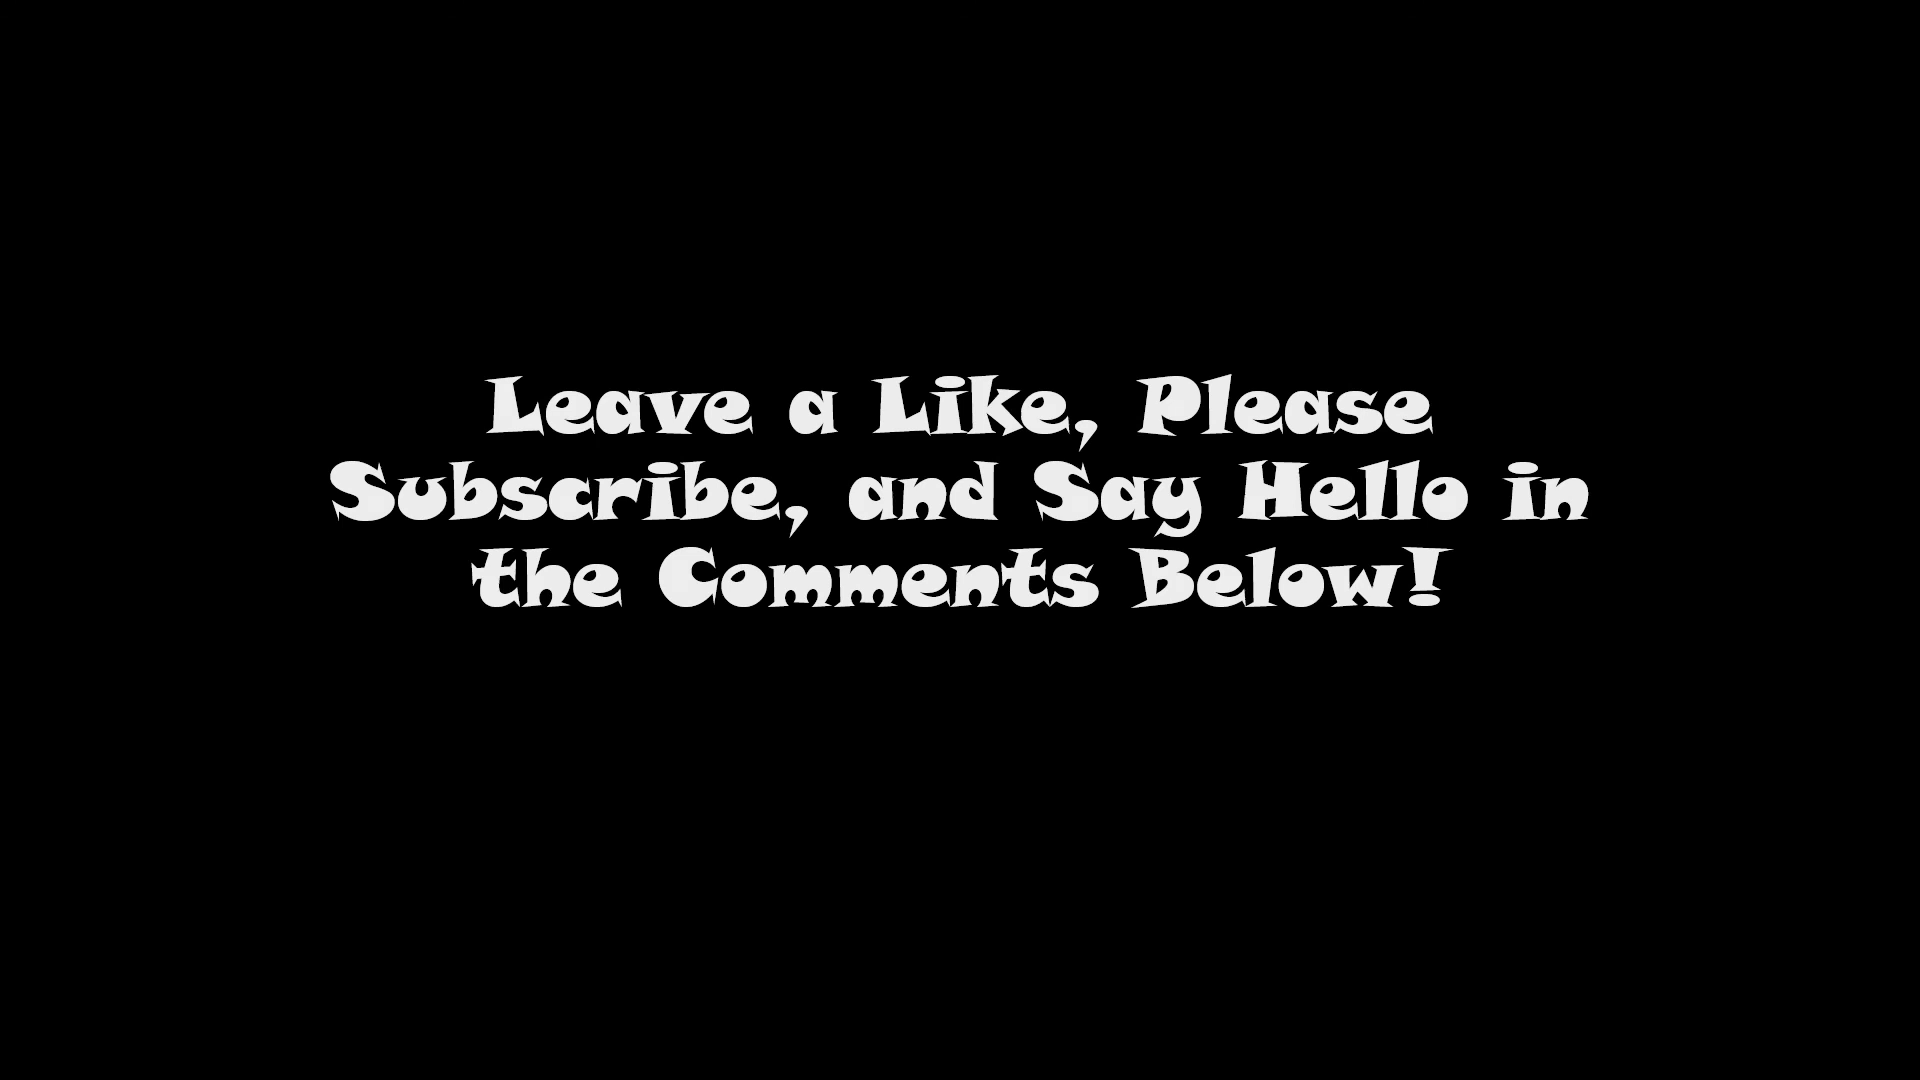 Leave a Like, Please
Subscribe, and Say Hello in
the Comments Below!